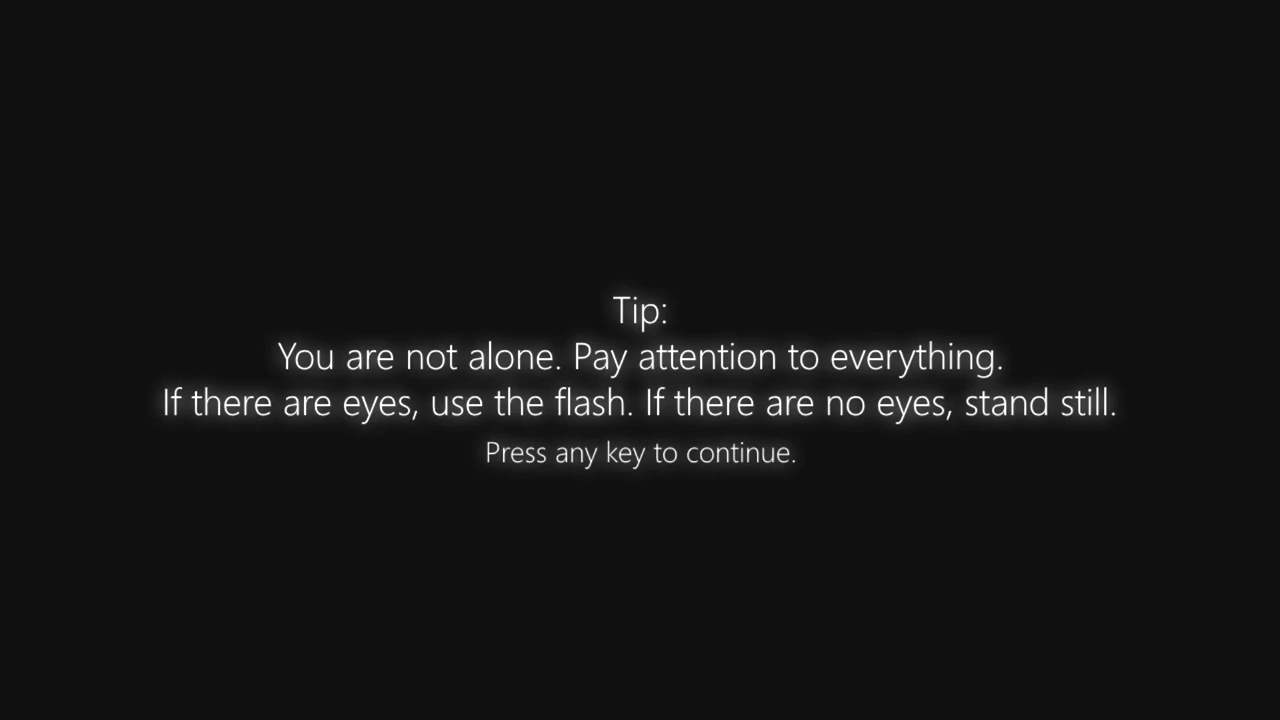 Tip:
You are not alone. Pay attention to everything.
If there are eyes, use the flash. If there are no eyes, stand still.
Press any key to continue.